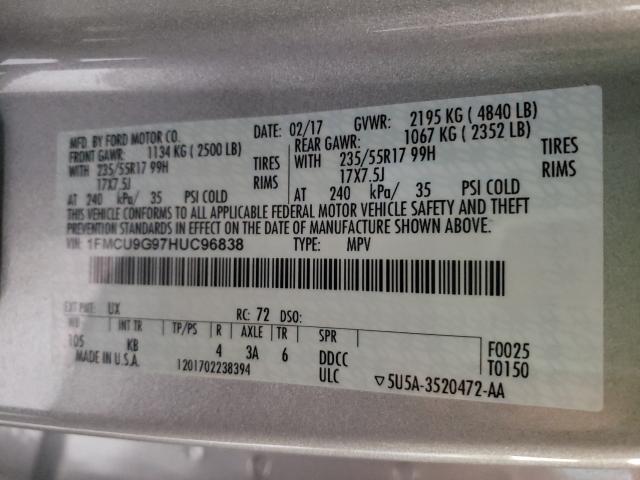 MFD. BY FORD MOTOR CO.
DATE: 02/17 GVWR: 2195 KG ( 4840 LB)
FRONT GAWR: 1134 KG ( 2500 LB)
REAR GAWR: 1067 KG ( 2352 LB)
WITH 235/55R17 99H TIRES
WITH 235/55R17 99H TIRES
17X7.5J RIMS
17X7.5J RIMS
AT 240 kPa/ 35 PSI COLD
AT 240 kPa/ 35 PSI COLD
THIS VEHICLE CONFORMS TO ALL APPLICABLE FEDERAL MOTOR VEHICLE SAFETY AND THEFT
PREVENTION STANDARDS IN EFFECT ON THE DATE OF MANUFACTURE SHOWN ABOVE.
VIN: 1FMCU9G97HUC96838 TYPE: MPV
EXT PNT: UX RC: 72 DSO:
WB INT TR TP/PS R AXLE TR SPR
105 KB 4 3A 6 DDCC F0025
MADE IN U.S.A. 1201702238394 ULC T0150
▽5U5A-3520472-AA